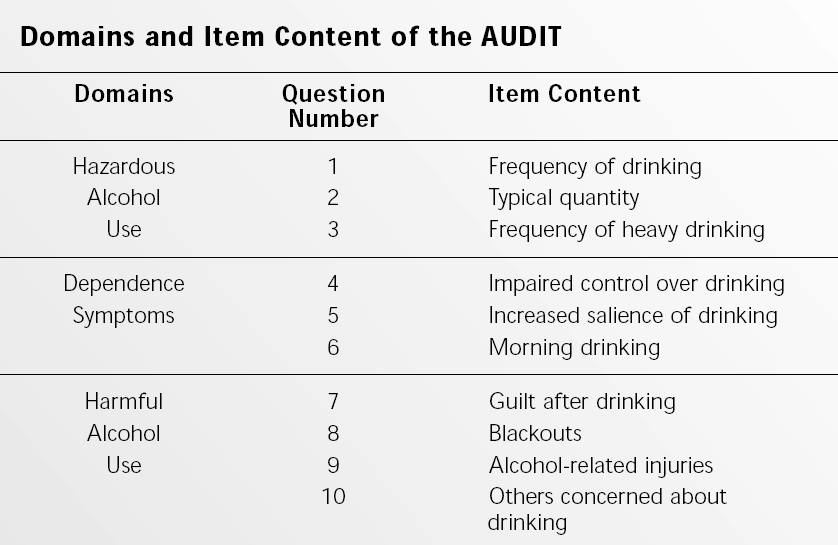 Domains and Item Content of the AUDIT
Domains Question Number Item Content
Hazardous 1 Frequency of drinking
Alcohol 2 Typical quantity
Use 3 Frequency of heavy drinking
Dependence 4 Impaired control over drinking
Symptoms 5 Increased salience of drinking
6 Morning drinking
Harmful 7 Guilt after drinking
Alcohol 8 Blackouts
Use 9 Alcohol-related injuries
10 Others concerned about
drinking